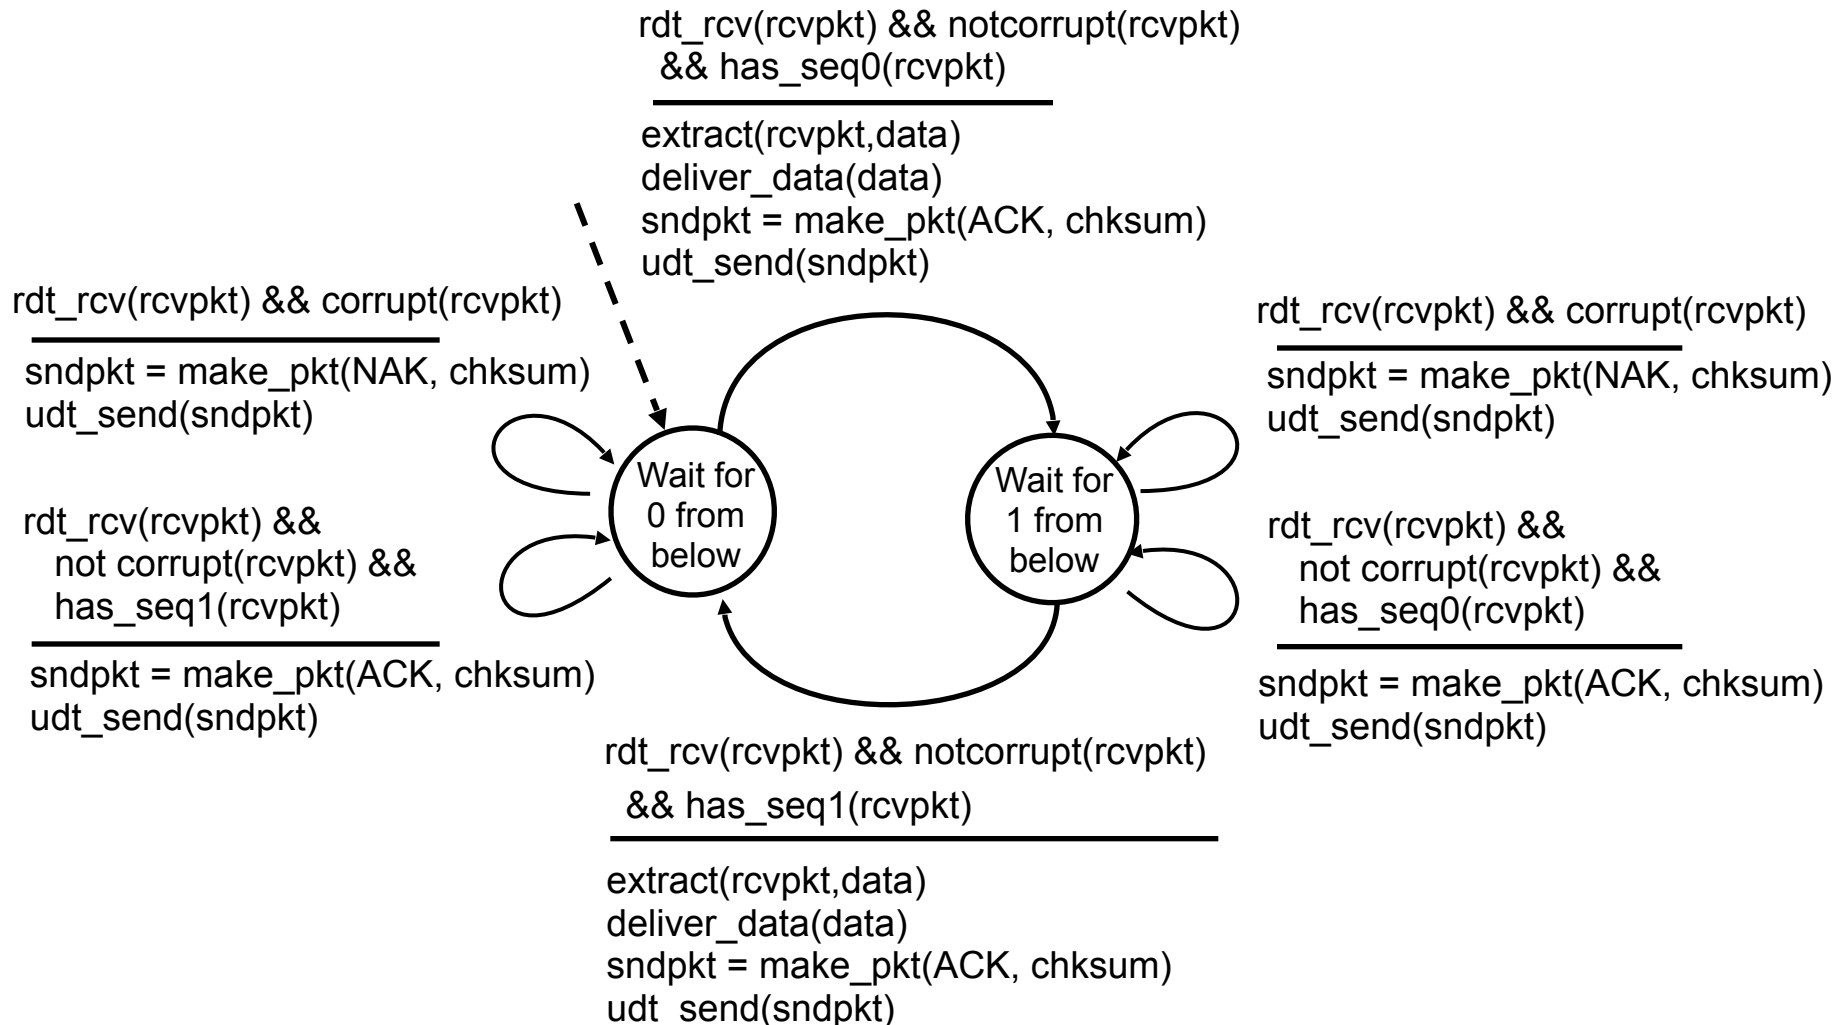 rdt_rcv(rcvpkt) && notcorrupt(rcvpkt)
&& has_seq0(rcvpkt)
extract(rcvpkt,data)
deliver_data(data)
sndpkt = make_pkt(ACK, chksum)
udt_send(sndpkt)
rdt_rcv(rcvpkt) && corrupt(rcvpkt)
sndpkt = make_pkt(NAK, chksum)
udt_send(sndpkt)
rdt_rcv(rcvpkt) &&
not corrupt(rcvpkt) &&
has_seq1(rcvpkt)
sndpkt = make_pkt(ACK, chksum)
udt_send(sndpkt)
Wait for
0 from
below
Wait for
1 from
below
rdt_rcv(rcvpkt) && corrupt(rcvpkt)
sndpkt = make_pkt(NAK, chksum)
udt_send(sndpkt)
rdt_rcv(rcvpkt) &&
not corrupt(rcvpkt) &&
has_seq0(rcvpkt)
sndpkt = make_pkt(ACK, chksum)
udt_send(sndpkt)
rdt_rcv(rcvpkt) && notcorrupt(rcvpkt)
&& has_seq1(rcvpkt)
extract(rcvpkt,data)
deliver_data(data)
sndpkt = make_pkt(ACK, chksum)
udt_send(sndpkt)